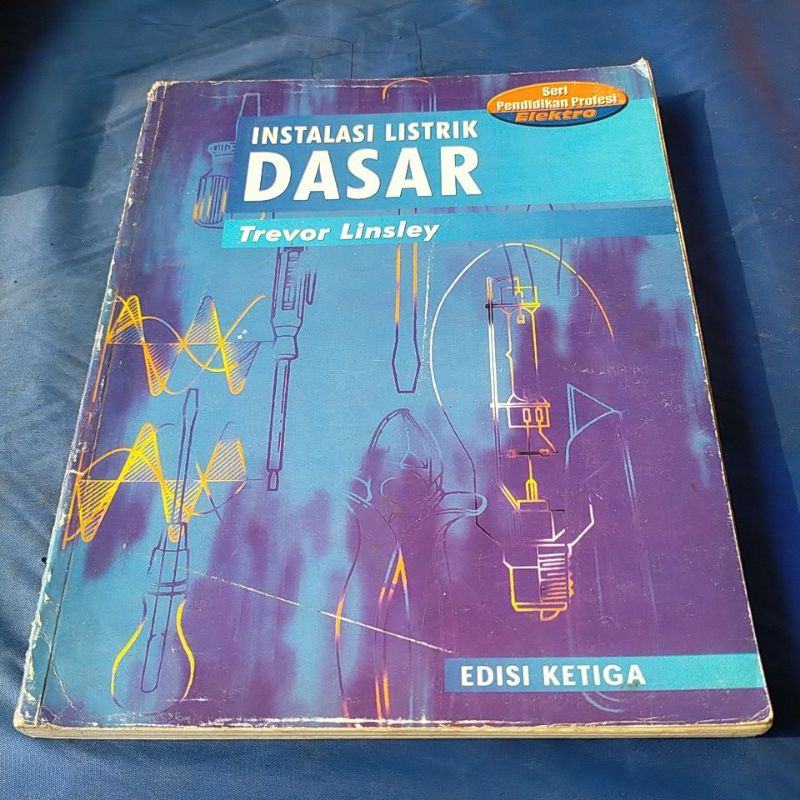 Seri
Pendidikan Profesi
Elektro
INSTALASI LISTRIK
DASAR
Trevor Linsley
EDISI KETIGA